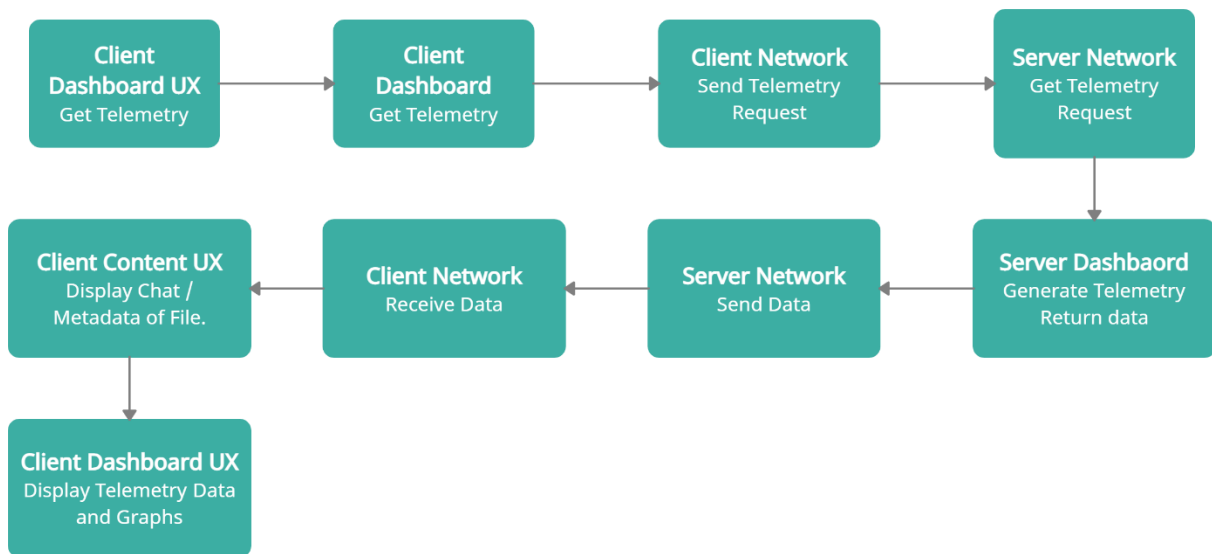 Client
Dashboard UX
Get Telemetry
Client
Dashboard
Get Telemetry
Client Network
Send Telemetry
Request
Server Network
Get Telemetry
Request
Server Dashbaord
Generate Telemetry
Return data
Server Network
Send Data
Client Network
Receive Data
Client Content UX
Display Chat /
Metadata of File.
Client Dashboard UX
Display Telemetry Data
and Graphs